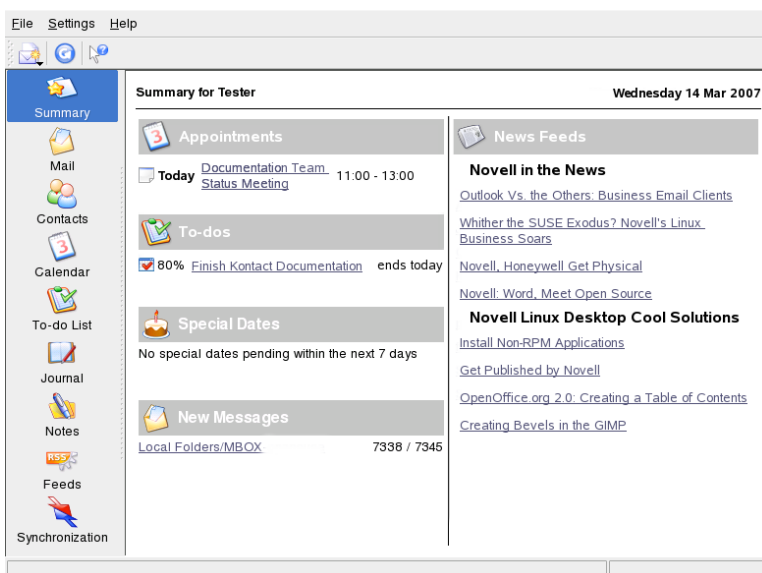 File Settings Help
Summary
Mail
Contacts
3
Calendar
To-do List
Journal
Notes
RSS
Feeds
Synchronization
Summary for Tester
Wednesday 14 Mar 2007
3 Appointments
Today Documentation Team
Status Meeting 11:00 - 13:00
To-dos
80% Finish Kontact Documentation ends today
Special Dates
No special dates pending within the next 7 days
New Messages
Local Folders/MBOX 7338 / 7345
News Feeds
Novell in the News
Outlook Vs. the Others: Business Email Clients
Whither the SUSE Exodus? Novell's Linux
Business Soars
Novell, Honeywell Get Physical
Novell: Word, Meet Open Source
Novell Linux Desktop Cool Solutions
Install Non-RPM Applications
Get Published by Novell
OpenOffice.org 2.0: Creating a Table of Contents
Creating Bevels in the GIMP